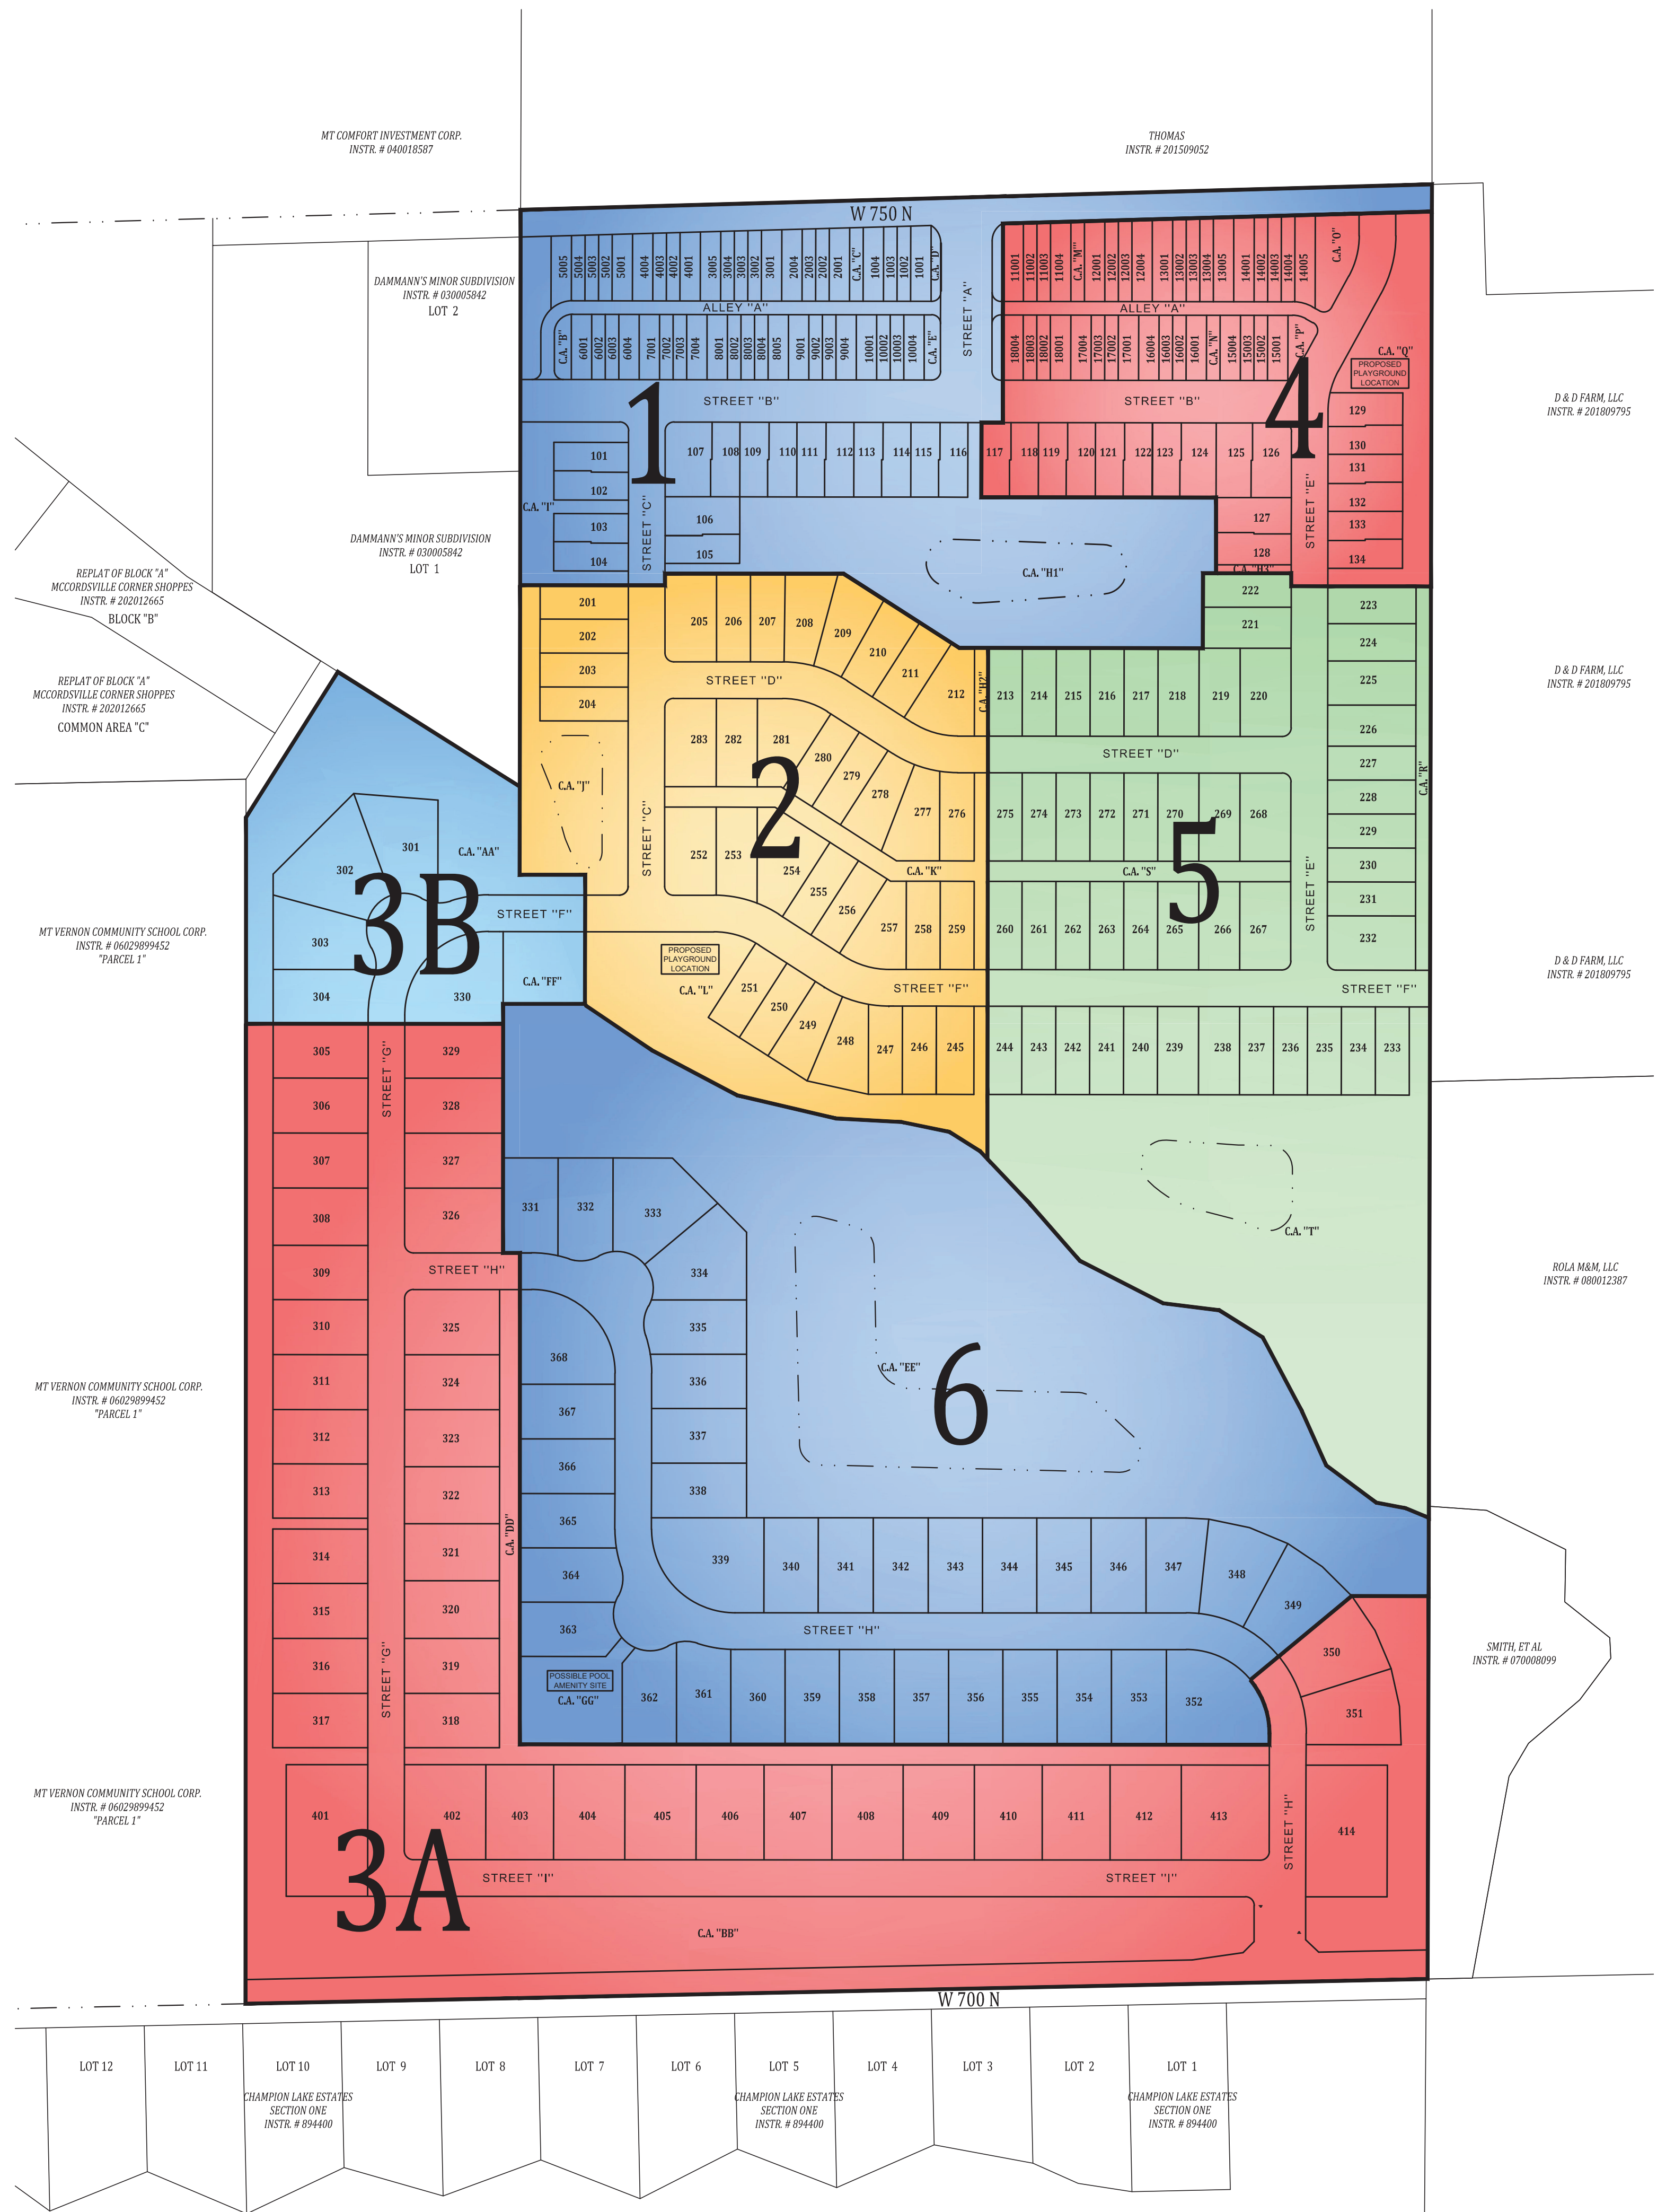 MT COMFORT INVESTMENT CORP.
INSTR. # 040018587
THOMAS
INSTR. # 201509052
W 750 N
DAMMANN'S MINOR SUBDIVISION
INSTR. # 030005842
LOT 2
5005
5004
5003
5002
5001
4004
4003
4002
4001
3005
3004
3003
3002
3001
2004
2003
2002
2001
C.A. "C"
1004
1003
1002
1001
C.A. "D"
STREET "A"
11001
11002
11003
11004
C.A. "M"
12001
12002
12003
12004
13001
13002
13003
13004
13005
14001
14002
14003
14004
14005
C.A. "O"
ALLEY "A"
ALLEY "A"
C.A. "B"
6001
6002
6003
6004
7001
7002
7003
7004
8001
8002
8003
8004
8005
9001
9002
9003
9004
10001
10002
10003
10004
C.A. "E"
18004
18003
18002
18001
17004
17003
17002
17001
16004
16003
16002
16001
C.A. "N"
15004
15003
15002
15001
C.A. "P"
C.A. "Q"
PROPOSED
PLAYGROUND
LOCATION
STREET "B"
STREET "B"
1
4
D & D FARM, LLC
INSTR. # 201809795
101
102
103
104
C.A. "I"
STREET "C"
107
108
109
110
111
112
113
114
115
116
117
118
119
120
121
122
123
124
125
126
129
130
131
132
133
134
STREET "E"
106
105
127
128
C.A. "H3"
C.A. "H1"
DAMMANN'S MINOR SUBDIVISION
INSTR. # 030005842
LOT 1
REPLAT OF BLOCK "A"
MCCORDSVILLE CORNER SHOPPES
INSTR. # 202012665
BLOCK "B"
REPLAT OF BLOCK "A"
MCCORDSVILLE CORNER SHOPPES
INSTR. # 202012665
COMMON AREA "C"
201
202
203
204
205
206
207
208
209
210
211
212
C.A. "H2"
STREET "D"
222
221
223
224
225
226
227
228
229
230
231
232
C.A. "R"
D & D FARM, LLC
INSTR. # 201809795
213
214
215
216
217
218
219
220
STREET "D"
283
282
281
280
279
278
277
276
2
C.A. "J"
STREET "C"
275
274
273
272
271
270
269
268
5
252
253
254
255
256
257
258
259
C.A. "K"
C.A. "S"
STREET "E"
260
261
262
263
264
265
266
267
301
302
303
304
330
C.A. "AA"
3B
STREET "F"
C.A. "FF"
MT VERNON COMMUNITY SCHOOL CORP.
INSTR. # 06029899452
"PARCEL 1"
PROPOSED
PLAYGROUND
LOCATION
C.A. "L"
251
250
249
248
247
246
245
STREET "F"
STREET "F"
D & D FARM, LLC
INSTR. # 201809795
244
243
242
241
240
239
238
237
236
235
234
233
305
306
307
308
309
310
311
312
313
314
315
316
317
STREET "G"
329
328
327
326
STREET "H"
325
324
323
322
321
320
319
318
C.A. "DD"
STREET "G"
331
332
333
334
335
336
337
338
C.A. "T"
C.A. "EE"
6
ROLA M&M, LLC
INSTR. # 080012387
MT VERNON COMMUNITY SCHOOL CORP.
INSTR. # 06029899452
"PARCEL 1"
368
367
366
365
364
363
339
340
341
342
343
344
345
346
347
348
349
STREET "H"
350
351
SMITH, ET AL
INSTR. # 070008099
POSSIBLE POOL
AMENITY SITE
C.A. "GG"
362
361
360
359
358
357
356
355
354
353
352
MT VERNON COMMUNITY SCHOOL CORP.
INSTR. # 06029899452
"PARCEL 1"
401
402
403
404
405
406
407
408
409
410
411
412
413
STREET "H"
414
3A
STREET "I"
STREET "I"
C.A. "BB"
W 700 N
LOT 12
LOT 11
LOT 10
LOT 9
LOT 8
LOT 7
LOT 6
LOT 5
LOT 4
LOT 3
LOT 2
LOT 1
CHAMPION LAKE ESTATES
SECTION ONE
INSTR. # 894400
CHAMPION LAKE ESTATES
SECTION ONE
INSTR. # 894400
CHAMPION LAKE ESTATES
SECTION ONE
INSTR. # 894400